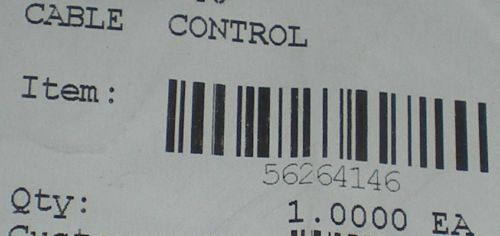 CABLE CONTROL
Item:
56264146
Qty: 1.0000 EA